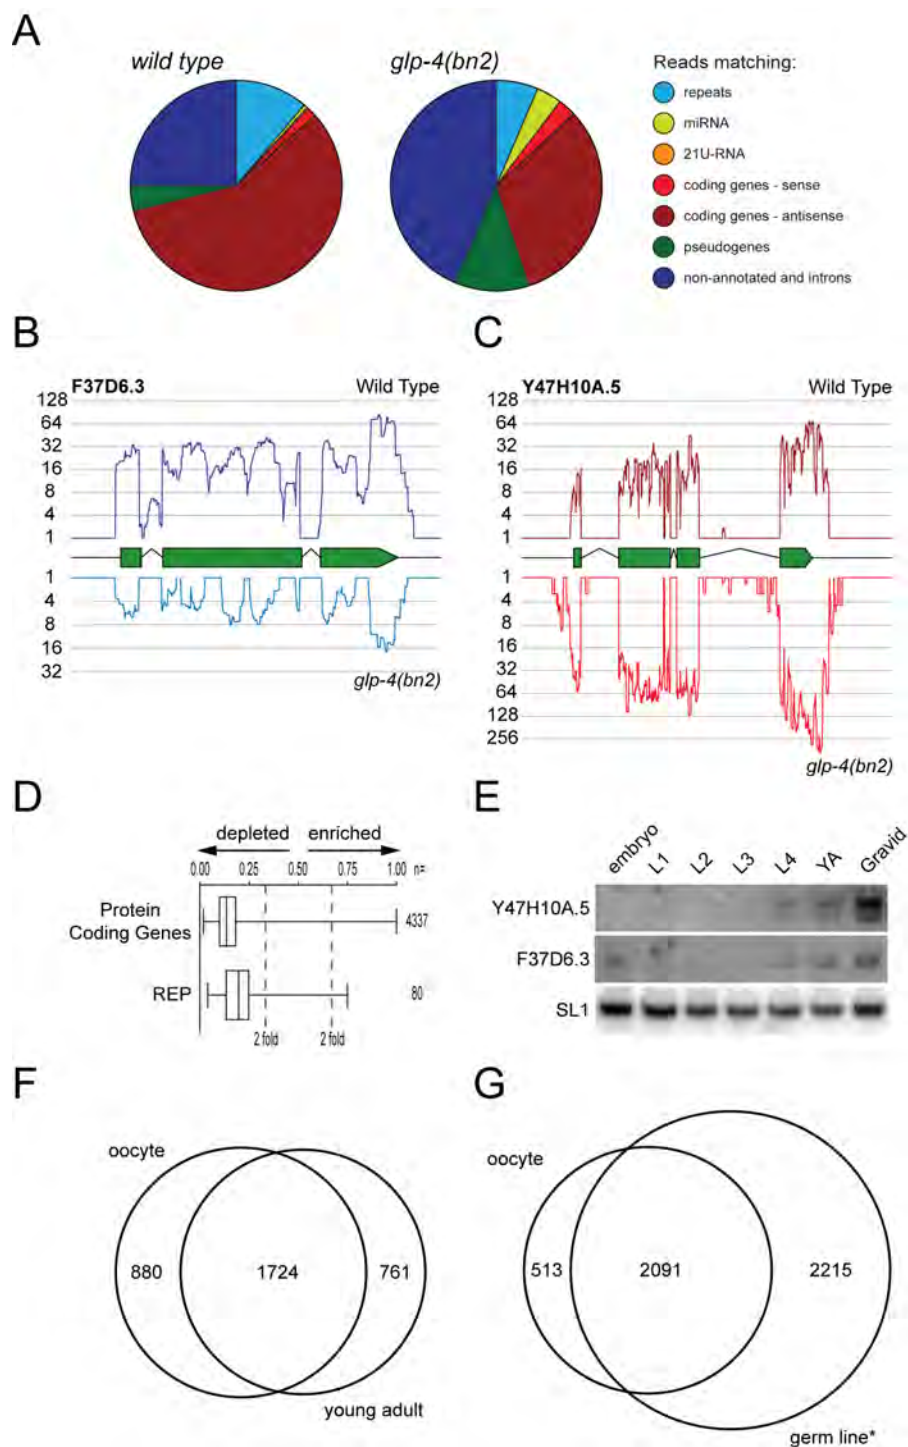 A
wild type
glp-4(bn2)
Reads matching:
repeats
miRNA
21U-RNA
coding genes - sense
coding genes - antisense
pseudogenes
non-annotated and introns
B
F37D6.3 Wild Type
128
64
32
16
8
4
1
1
4
8
16
32
glp-4(bn2)
C
Y47H10A.5 Wild Type
128
64
32
16
8
4
1
1
4
8
16
32
64
128
256
glp-4(bn2)
D
depleted enriched
0.00 0.25 0.50 0.75 1.00 n=
Protein
Coding Genes
4337
REP
80
2 fold 2 fold
E
embryo L1 L2 L3 L4 YA Gravid
Y47H10A.5
F37D6.3
SL1
F
oocyte
880 1724 761
young adult
G
oocyte
513 2091 2215
germ line*